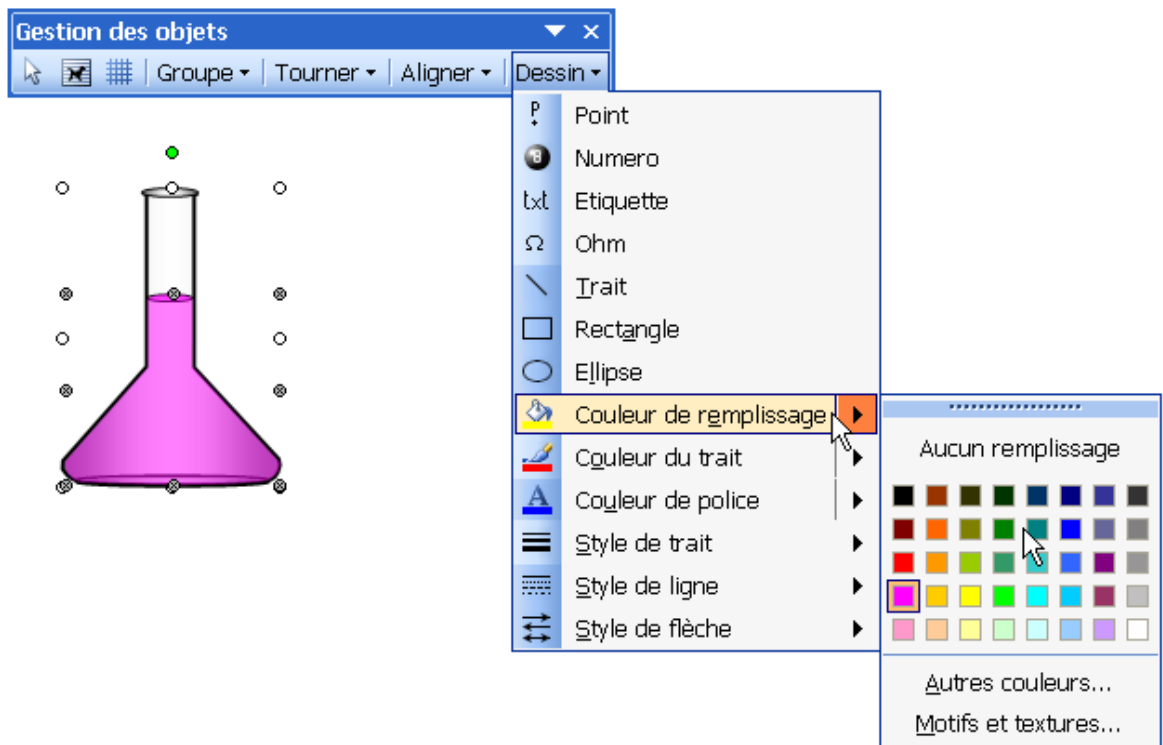 Gestion des objets
Groupe Tourner Aligner Dessin
P Point
8 Numero
txt Etiquette
Ω Ohm
Trait
Rectangle
Ellipse
Couleur de remplissage
Couleur du trait
A Couleur de police
Style de trait
Style de ligne
Style de flèche
Aucun remplissage
Autres couleurs...
Motifs et textures...